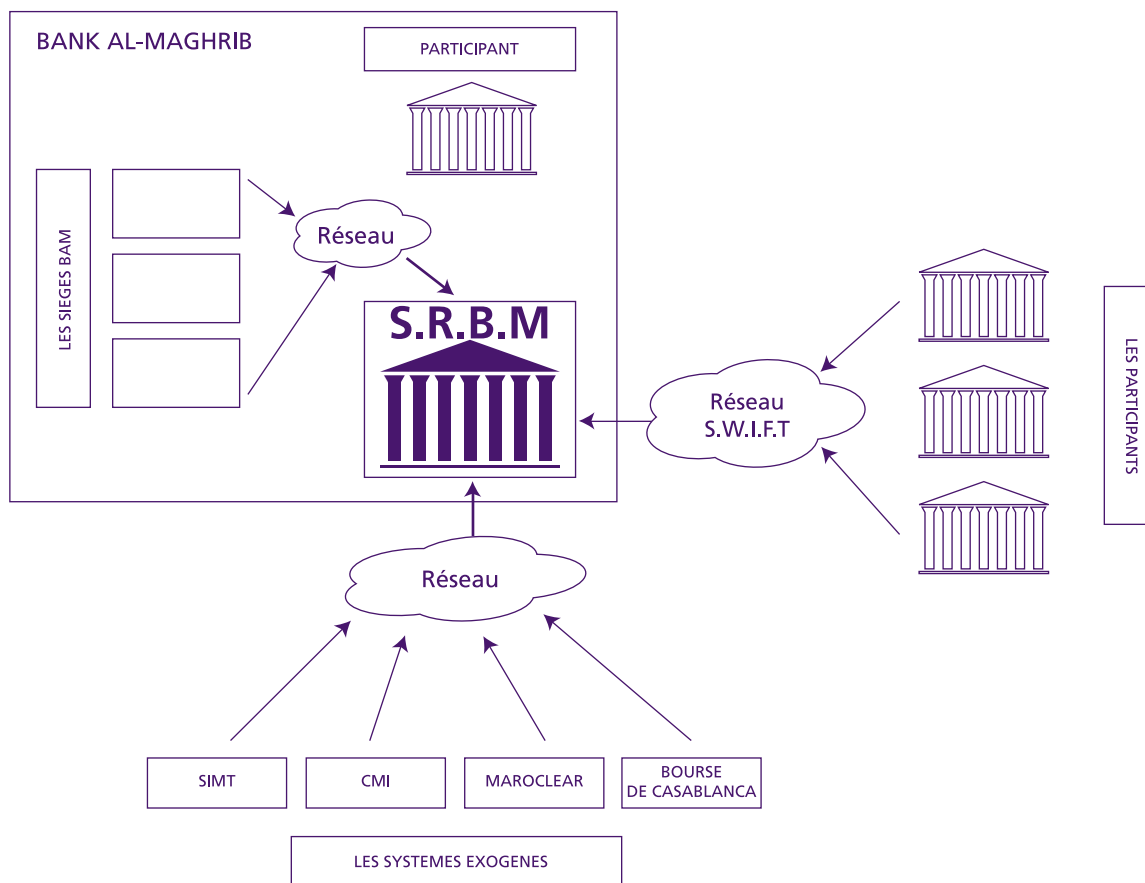 BANK AL-MAGHRIB
PARTICIPANT
LES SIEGES BAM
Réseau
S.R.B.M
Réseau
S.W.I.F.T
LES PARTICIPANTS
Réseau
SIMT
CMI
MAROCLEAR
BOURSE
DE CASABLANCA
LES SYSTEMES EXOGENES